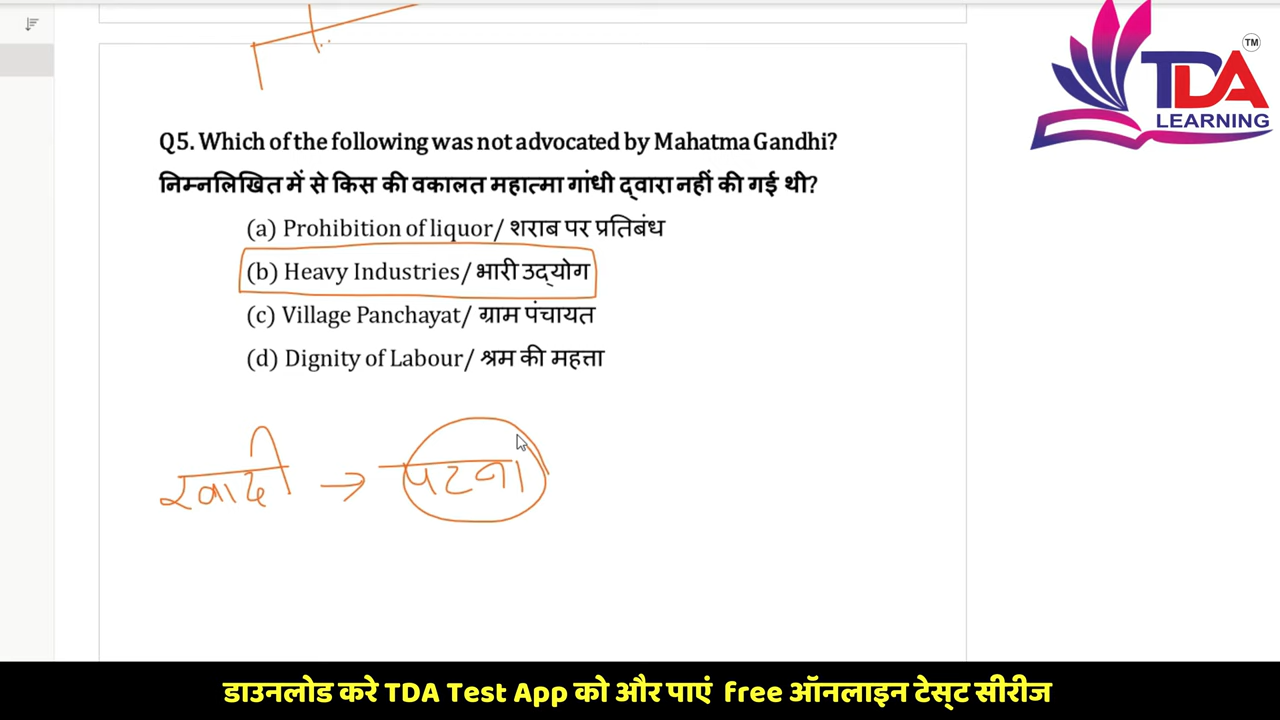 TDA
TM
LEARNING
Q5. Which of the following was not advocated by Mahatma Gandhi?
निम्नलिखित में से किस की वकालत महात्मा गांधी द्वारा नहीं की गई थी?
(a) Prohibition of liquor/ शराब पर प्रतिबंध
(b) Heavy Industries/ भारी उद्योग
(c) Village Panchayat/ ग्राम पंचायत
(d) Dignity of Labour/ श्रम की महत्ता
खादी → पटना
डाउनलोड करे TDA Test App को और पाएं free ऑनलाइन टेस्ट सीरीज